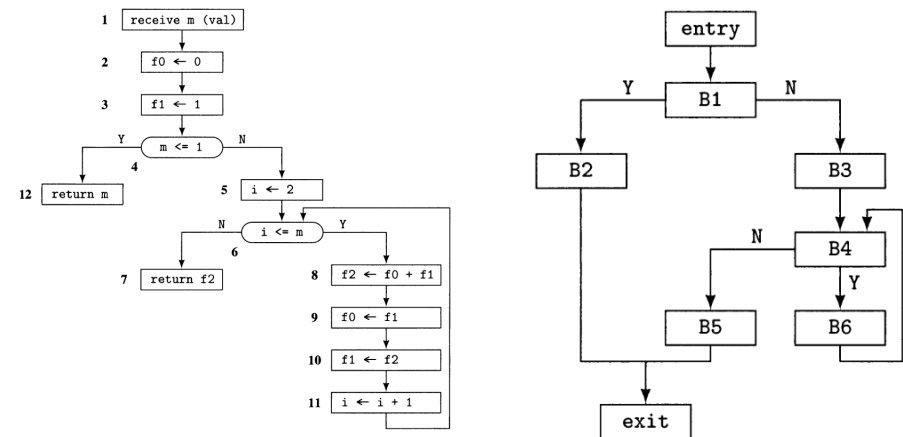 1 receive m (val)
2 f0 ← 0
3 f1 ← 1
Y m <= 1 N
4
12 return m
5 i ← 2
N i <= m Y
6
7 return f2
8 f2 ← f0 + f1
9 f0 ← f1
10 f1 ← f2
11 i ← i + 1
entry
Y B1 N
B2 B3
N B4
Y
B5 B6
exit